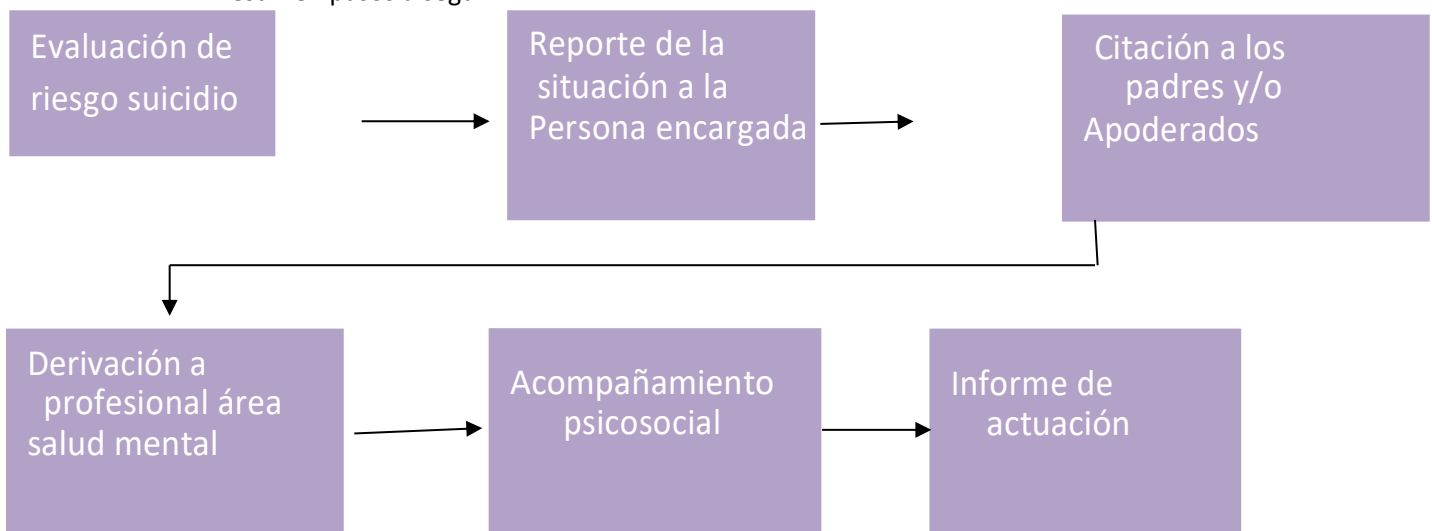 Evaluación de
riesgo suicidio
Reporte de la
situación a la
Persona encargada
Citación a los
padres y/o
Apoderados
Derivación a
profesional área
salud mental
Acompañamiento
psicosocial
Informe de
actuación